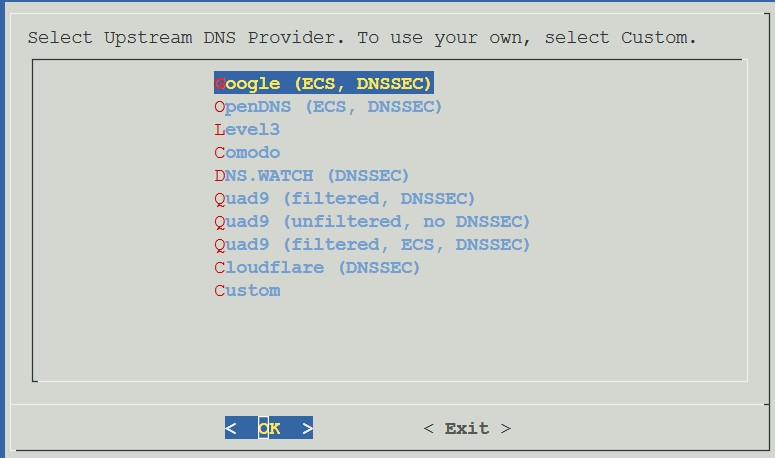 Select Upstream DNS Provider. To use your own, select Custom.
Google (ECS, DNSSEC)
OpenDNS (ECS, DNSSEC)
Level3
Comodo
DNS.WATCH (DNSSEC)
Quad9 (filtered, DNSSEC)
Quad9 (unfiltered, no DNSSEC)
Quad9 (filtered, ECS, DNSSEC)
Cloudflare (DNSSEC)
Custom
< OK > < Exit >